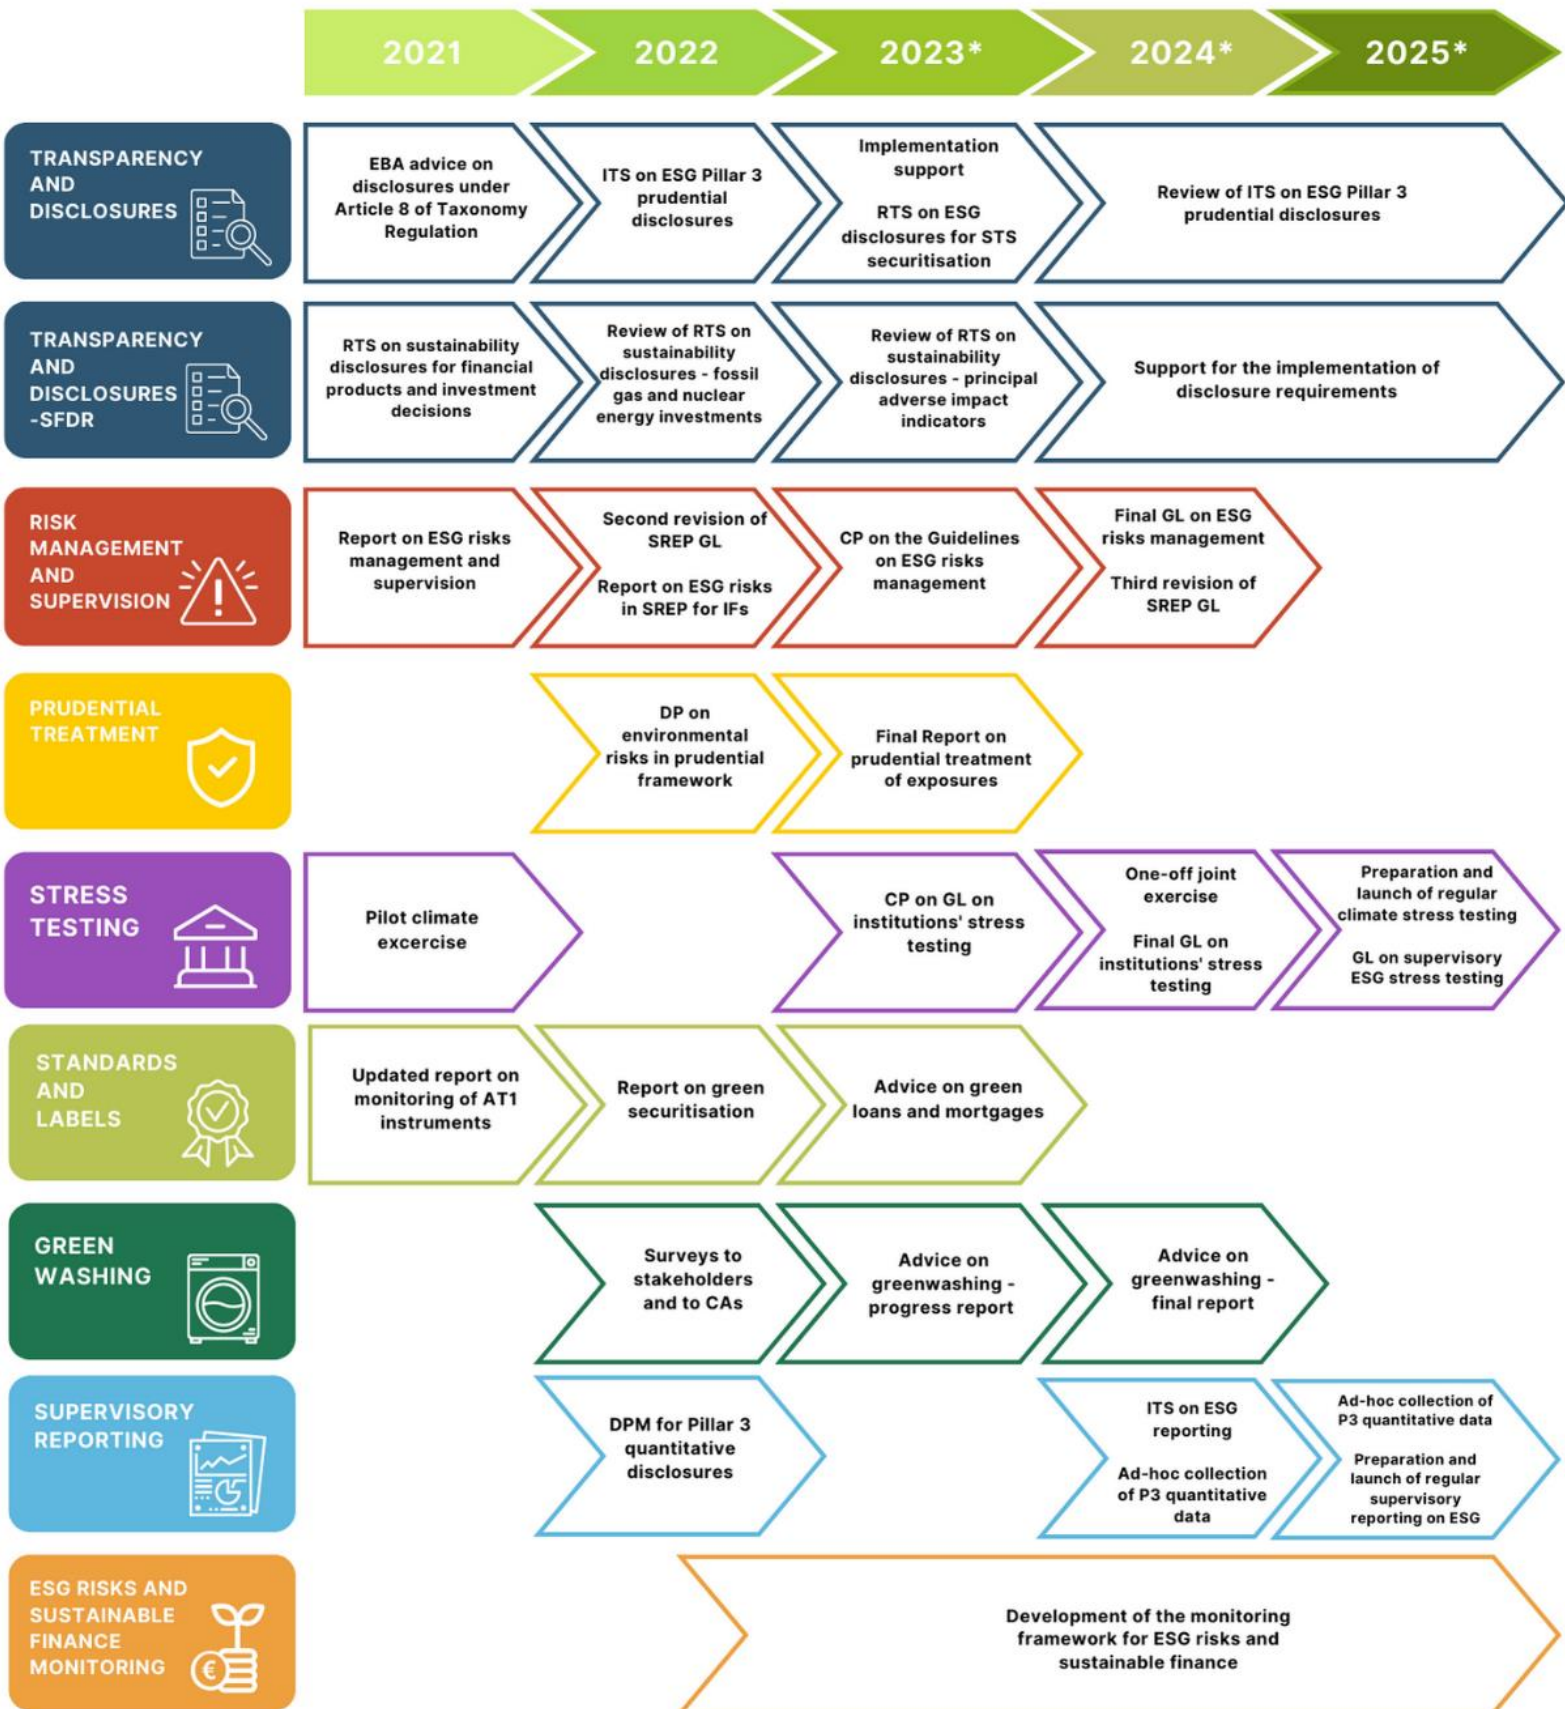 2021
2022
2023*
2024*
2025*
TRANSPARENCY
AND
DISCLOSURES
EBA advice on
disclosures under
Article 8 of Taxonomy
Regulation
ITS on ESG Pillar 3
prudential
disclosures
Implementation
support
RTS on ESG
disclosures for STS
securitisation
Review of ITS on ESG Pillar 3
prudential disclosures
TRANSPARENCY
AND
DISCLOSURES
-SFDR
RTS on sustainability
disclosures for financial
products and investment
decisions
Review of RTS on
sustainability
disclosures - fossil
gas and nuclear
energy investments
Review of RTS on
sustainability
disclosures - principal
adverse impact
indicators
Support for the implementation of
disclosure requirements
RISK
MANAGEMENT
AND
SUPERVISION
Report on ESG risks
management and
supervision
Second revision of
SREP GL
Report on ESG risks
in SREP for IFs
CP on the Guidelines
on ESG risks
management
Final GL on ESG
risks management
Third revision of
SREP GL
PRUDENTIAL
TREATMENT
DP on
environmental
risks in prudential
framework
Final Report on
prudential treatment
of exposures
STRESS
TESTING
Pilot climate
excercise
CP on GL on
institutions' stress
testing
One-off joint
exercise
Final GL on
institutions' stress
testing
Preparation and
launch of regular
climate stress testing
GL on supervisory
ESG stress testing
STANDARDS
AND
LABELS
Updated report on
monitoring of AT1
instruments
Report on green
securitisation
Advice on green
loans and mortgages
GREEN
WASHING
Surveys to
stakeholders
and to CAs
Advice on
greenwashing -
progress report
Advice on
greenwashing -
final report
SUPERVISORY
REPORTING
DPM for Pillar 3
quantitative
disclosures
ITS on ESG
reporting
Ad-hoc collection
of P3 quantitative
data
Ad-hoc collection of
P3 quantitative data
Preparation and
launch of regular
supervisory
reporting on ESG
ESG RISKS AND
SUSTAINABLE
FINANCE
MONITORING
€
Development of the monitoring
framework for ESG risks and
sustainable finance